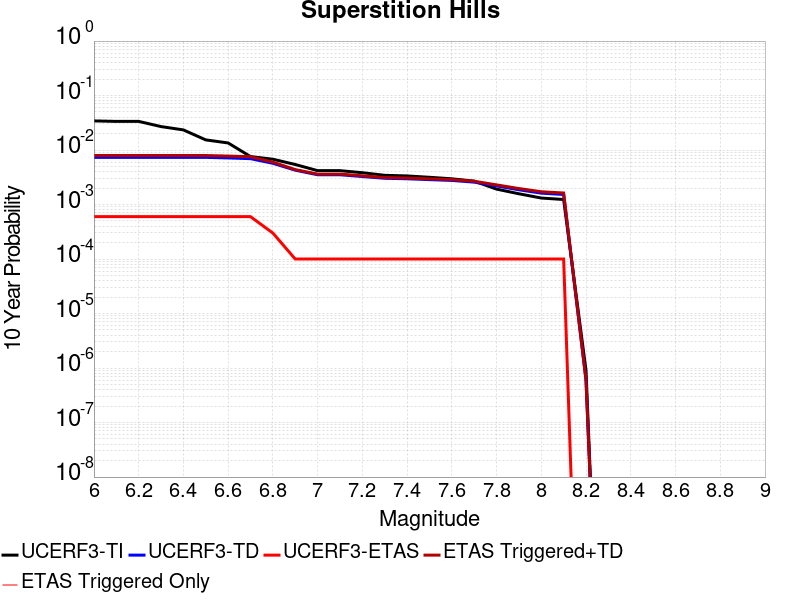 Superstition Hills
10^0
10^-1
10^-2
10^-3
10^-4
10^-5
10^-6
10^-7
10^-8
10 Year Probability
6 6.2 6.4 6.6 6.8 7 7.2 7.4 7.6 7.8 8 8.2 8.4 8.6 8.8 9
Magnitude
UCERF3-TI UCERF3-TD UCERF3-ETAS ETAS Triggered+TD
ETAS Triggered Only